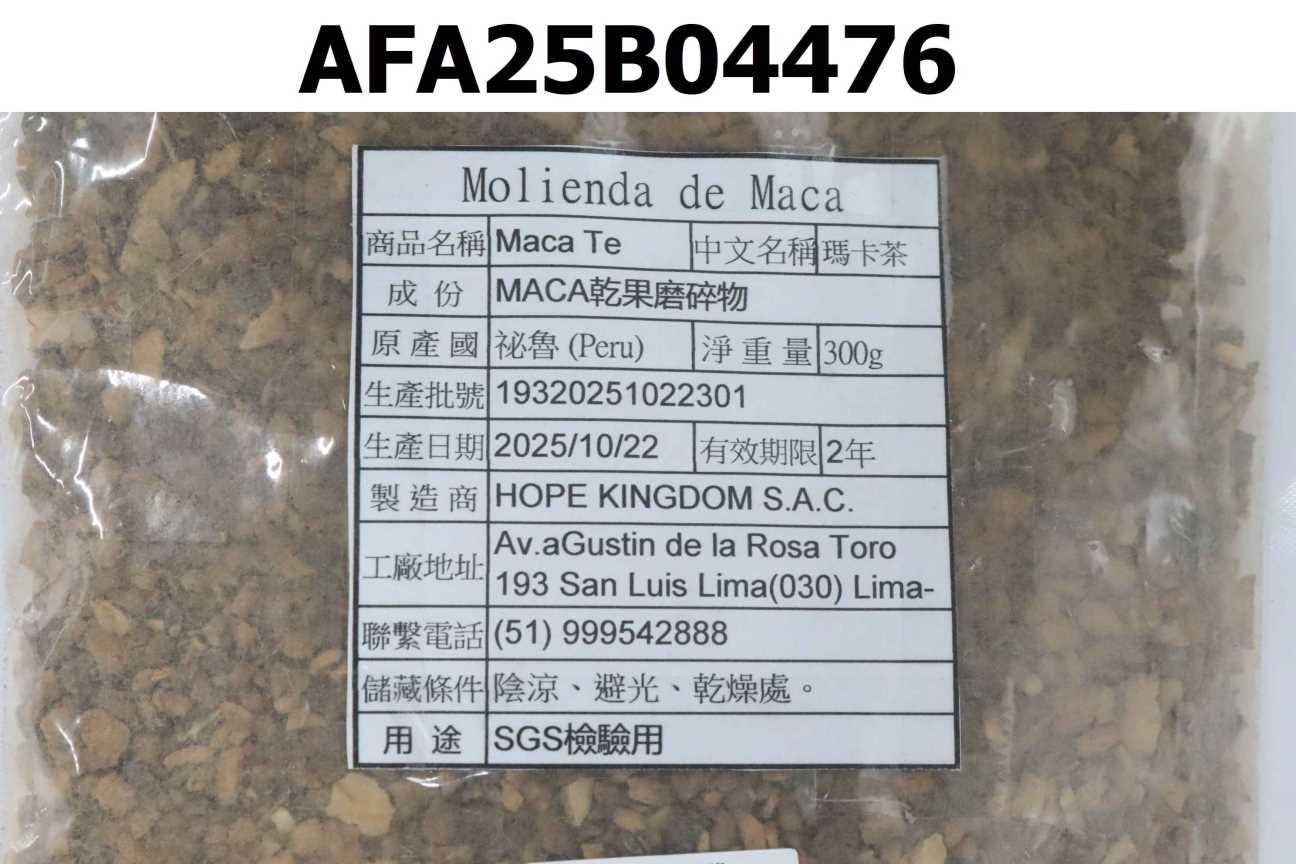 AFA25B04476
Molienda de Maca
商品名稱 Maca Te 中文名稱 瑪卡茶
成份 MACA乾果磨碎物
原產國 祕魯 (Peru) 淨重量 300g
生產批號 19320251022301
生產日期 2025/10/22 有效期限 2年
製造商 HOPE KINGDOM S.A.C.
工廠地址 Av.aGustin de la Rosa Toro
193 San Luis Lima(030) Lima-
聯繫電話 (51) 999542888
儲藏條件 陰涼、避光、乾燥處。
用途 SGS檢驗用